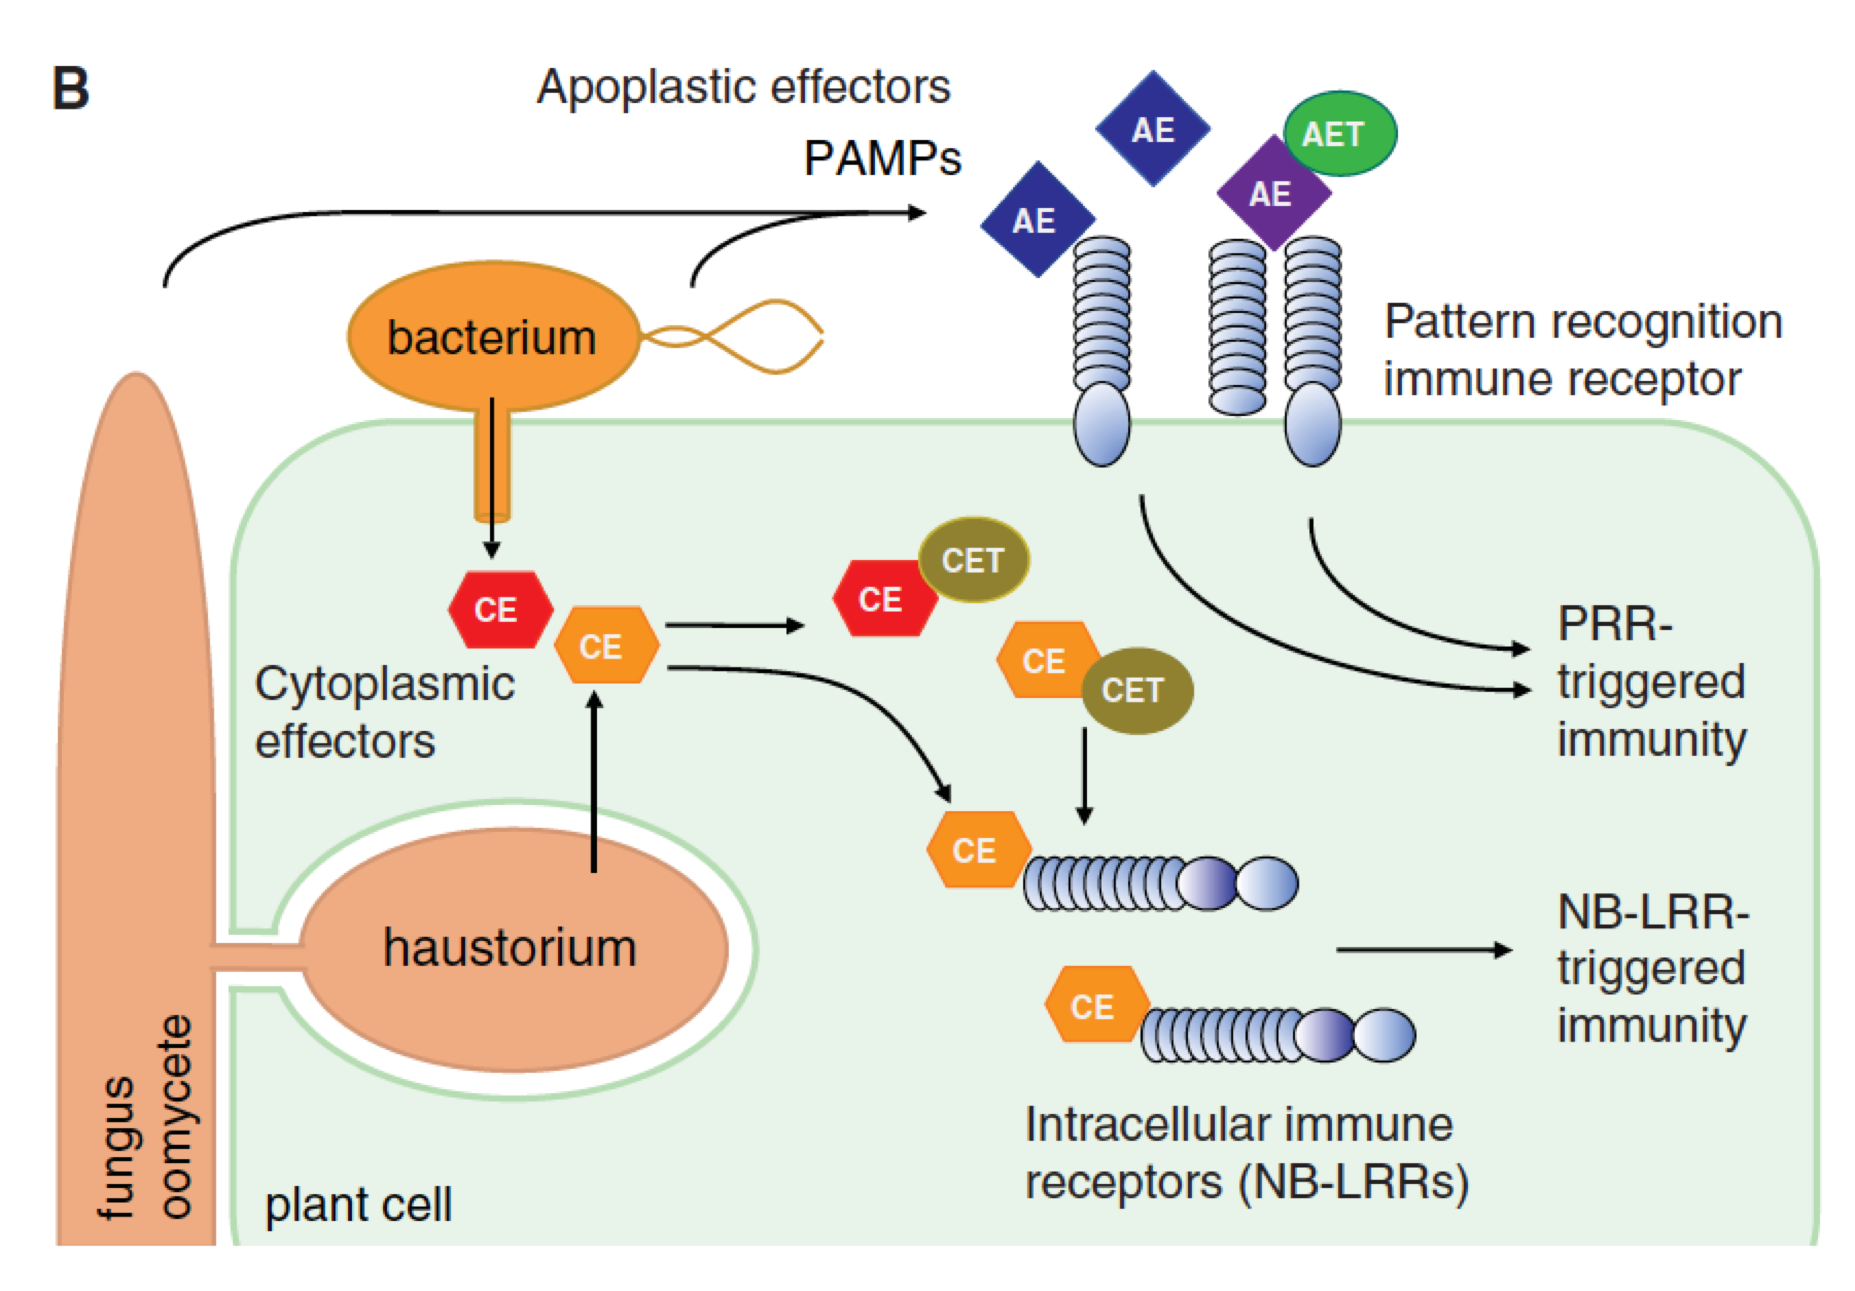 B
Apoplastic effectors
PAMPs
AE
AET
AE
AE
bacterium
Pattern recognition
immune receptor
CE
CE
CE
CET
CE
CET
Cytoplasmic
effectors
PRR-
triggered
immunity
CE
haustorium
CE
NB-LRR-
triggered
immunity
Intracellular immune
receptors (NB-LRRs)
fungus
oomycete
plant cell